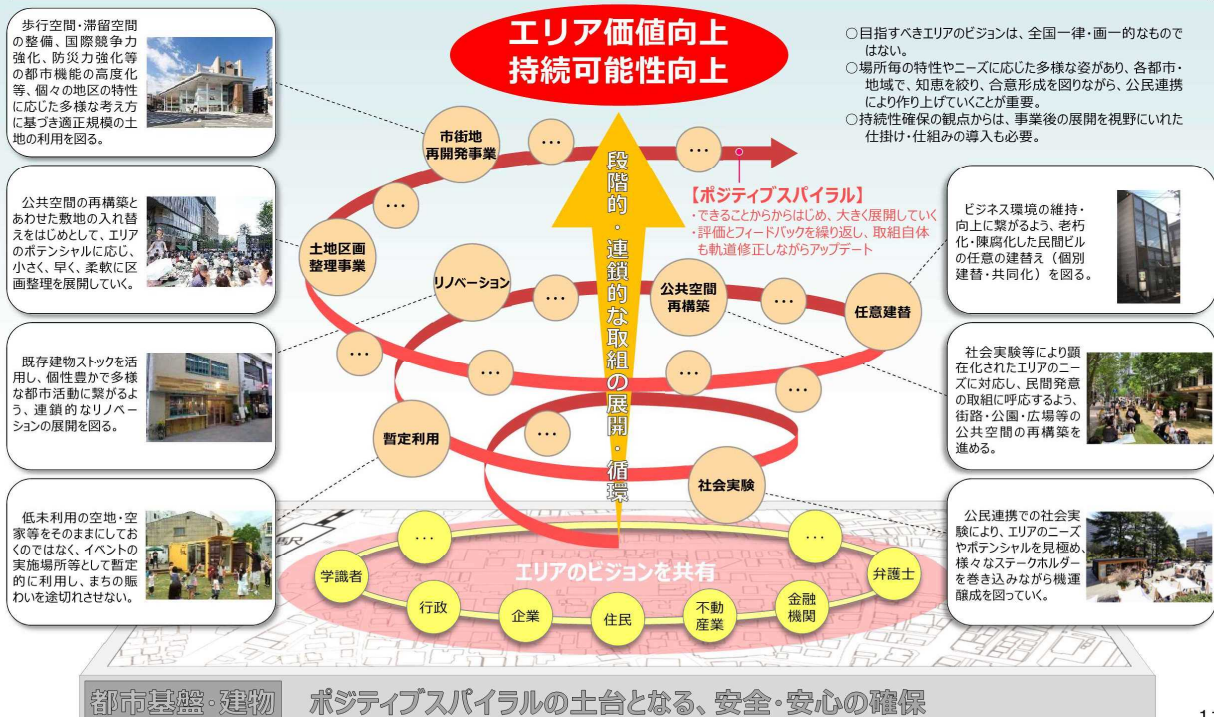 エリア価値向上
持続可能性向上
○目指すべきエリアのビジョンは、全国一律・画一的なもので
はない。
○場所毎の特性やニーズに応じた多様な姿があり、各都市・
地域で、知恵を絞り、合意形成を図りながら、公民連携
により作り上げていくことが重要。
○持続性確保の観点からは、事業後の展開を視野にいれた
仕掛け・仕組みの導入も必要。
歩行空間・滞留空間
の整備、国際競争力
強化、防災力強化等
の都市機能の高度化
等、個々の地区の特性
に応じた多様な考え方
に基づき適正規模の土
地の利用を図る。
公共空間の再構築と
あわせた敷地の入れ替
えをはじめとして、エリア
のポテンシャルに応じ、
小さく、早く、柔軟に区
画整理を展開していく。
既存建物ストックを活
用し、個性豊かで多様
な都市活動に繋がるよ
う、連鎖的なリノベー
ションの展開を図る。
低未利用の空地・空
家等をそのままにしてお
くのではなく、イベントの
実施場所等として暫定
的に利用し、まちの賑
わいを途切れさせない。
市街地
再開発事業
…
…
…
土地区画
整理事業
リノベーション
…
公共空間
再構築
…
任意建替
…
…
…
…
暫定利用
…
社会実験
段階的・連鎖的な取組の展開・循環
【ポジティブスパイラル】
・できることからからはじめ、大きく展開していく
・評価とフィードバックを繰り返し、取組自体
も軌道修正しながらアップデート
ビジネス環境の維持・
向上に繋がるよう、老朽
化・陳腐化した民間ビル
の任意の建替え（個別
建替・共同化）を図る。
社会実験等により顕
在化されたエリアのニー
ズに対応し、民間発意
の取組に呼応するよう、
街路・公園・広場等の
公共空間の再構築を
進める。
公民連携での社会実
験により、エリアのニーズ
やポテンシャルを見極め、
様々なステークホルダー
を巻き込みながら機運
醸成を図っていく。
駅
エリアのビジョンを共有
…
…
学識者
行政
企業
住民
不動
産業
金融
機関
弁護士
都市基盤・建物
ポジティブスパイラルの土台となる、安全・安心の確保